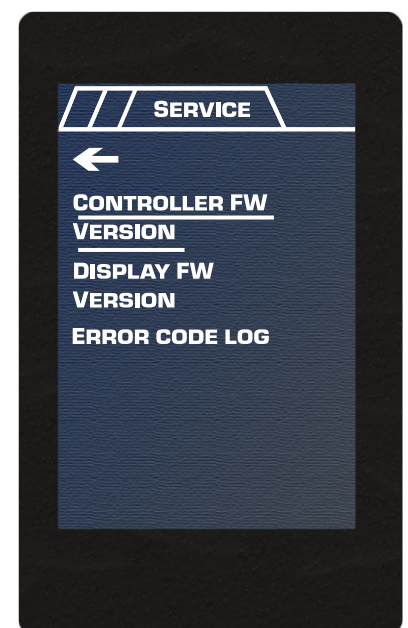 SERVICE
CONTROLLER FW
VERSION
DISPLAY FW
VERSION
ERROR CODE LOG